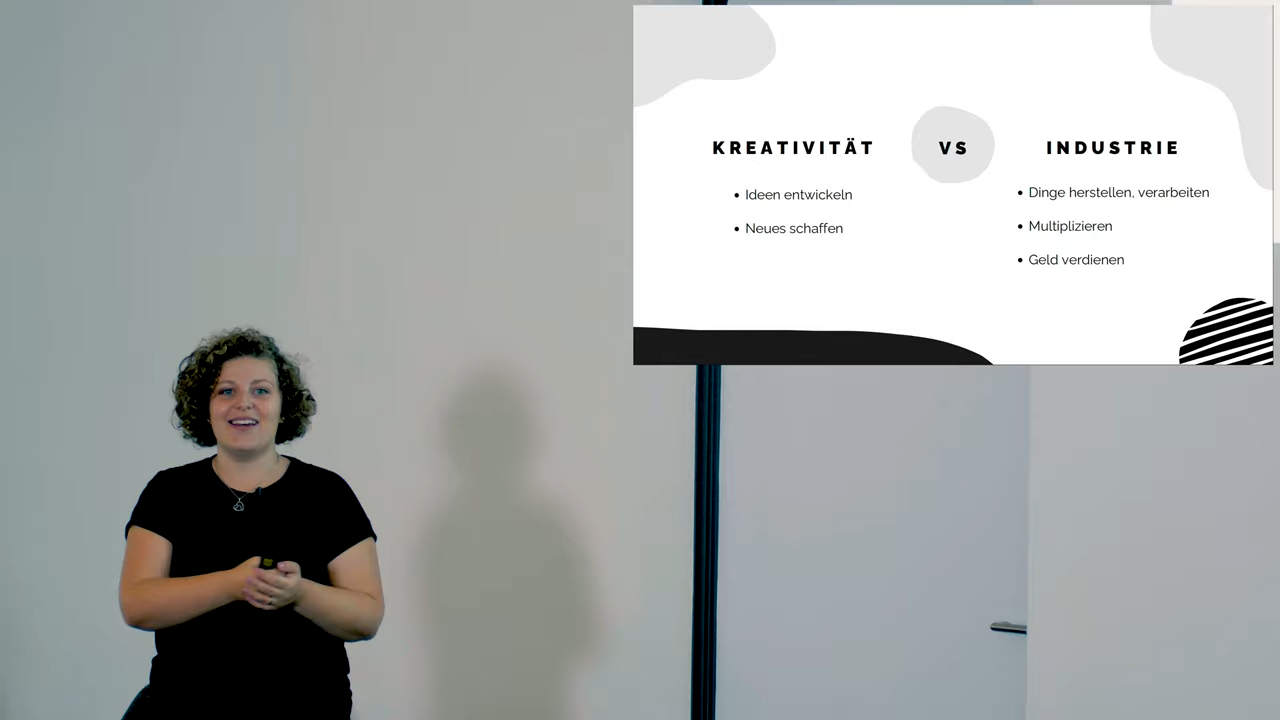 KREATIVITÄT
VS
INDUSTRIE
• Ideen entwickeln
• Neues schaffen
• Dinge herstellen, verarbeiten
• Multiplizieren
• Geld verdienen